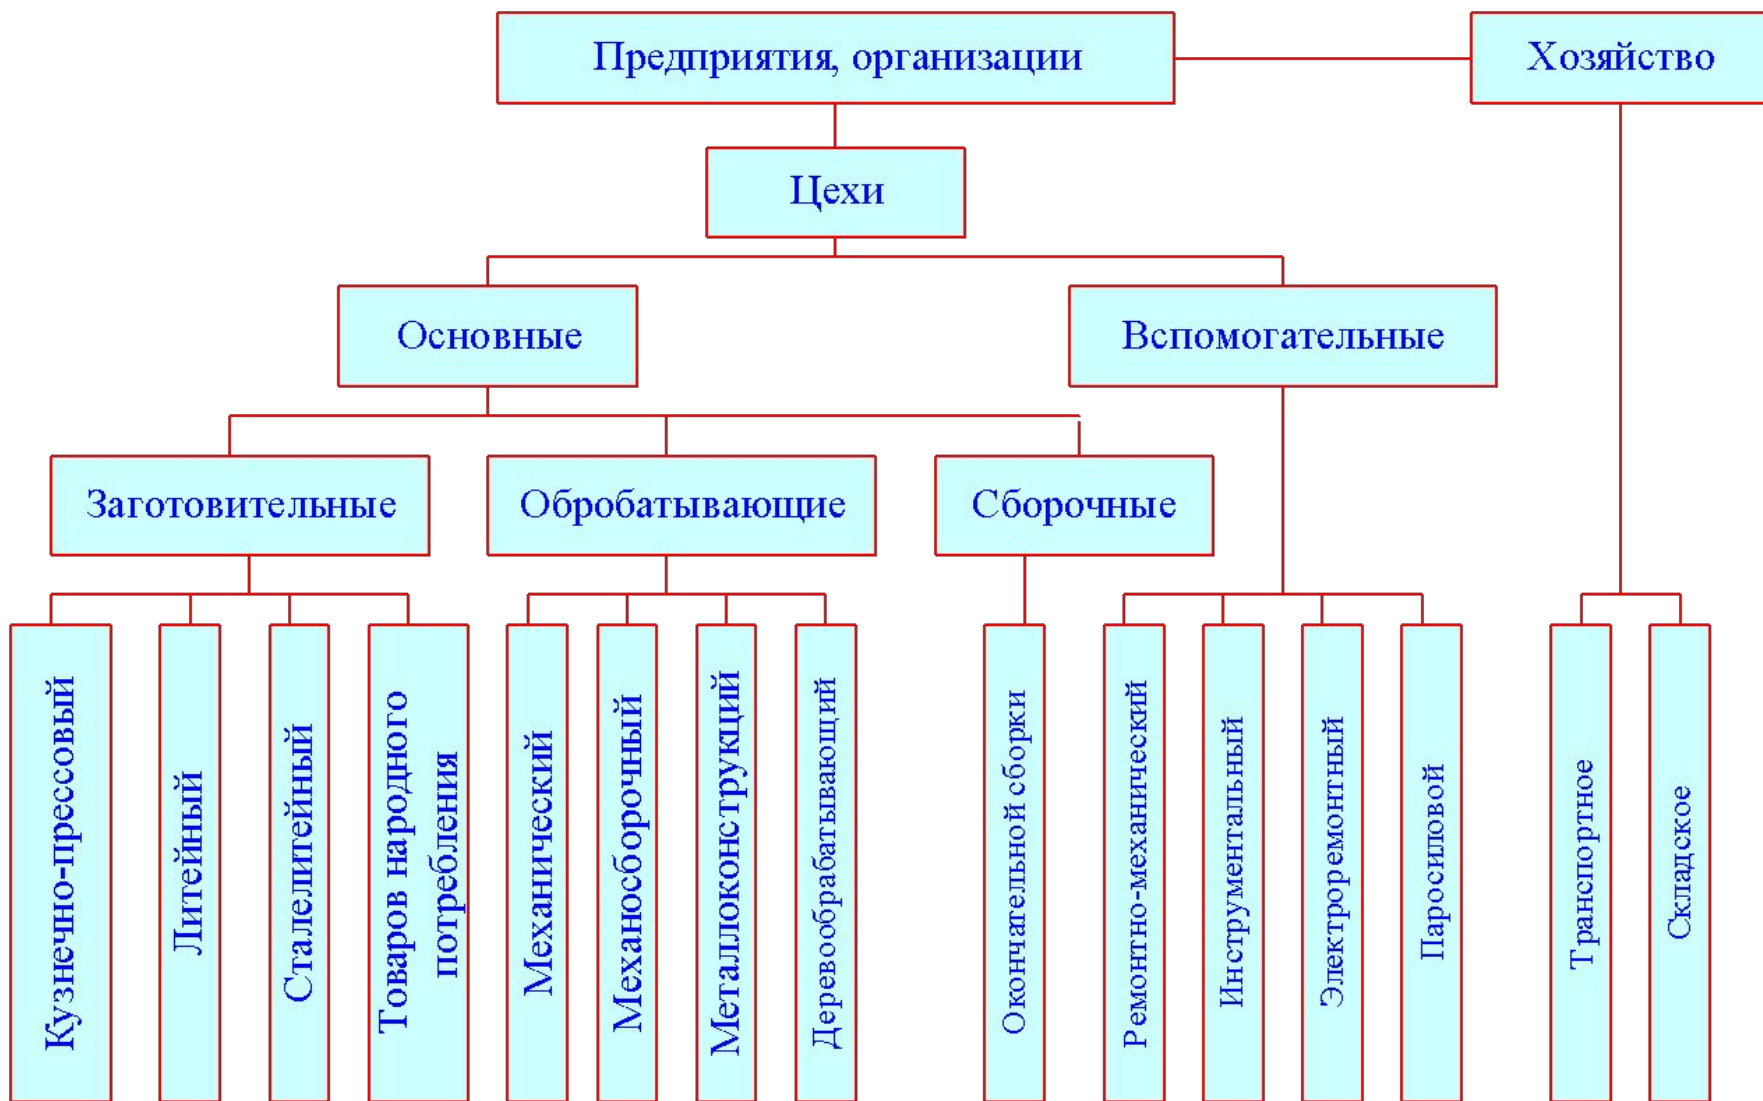 Предприятия, организации
Хозяйство
Цехи
Основные
Вспомогательные
Заготовительные
Обробатывающие
Сборочные
Кузнечно-прессовый
Литейный
Сталелитейный
Товаров народного
потребления
Механический
Механосборочный
Металлоконструкций
Деревообрабатывающий
Окончательной сборки
Ремонтно-механический
Инструментальный
Электроремонтный
Паросиловой
Транспортное
Складское